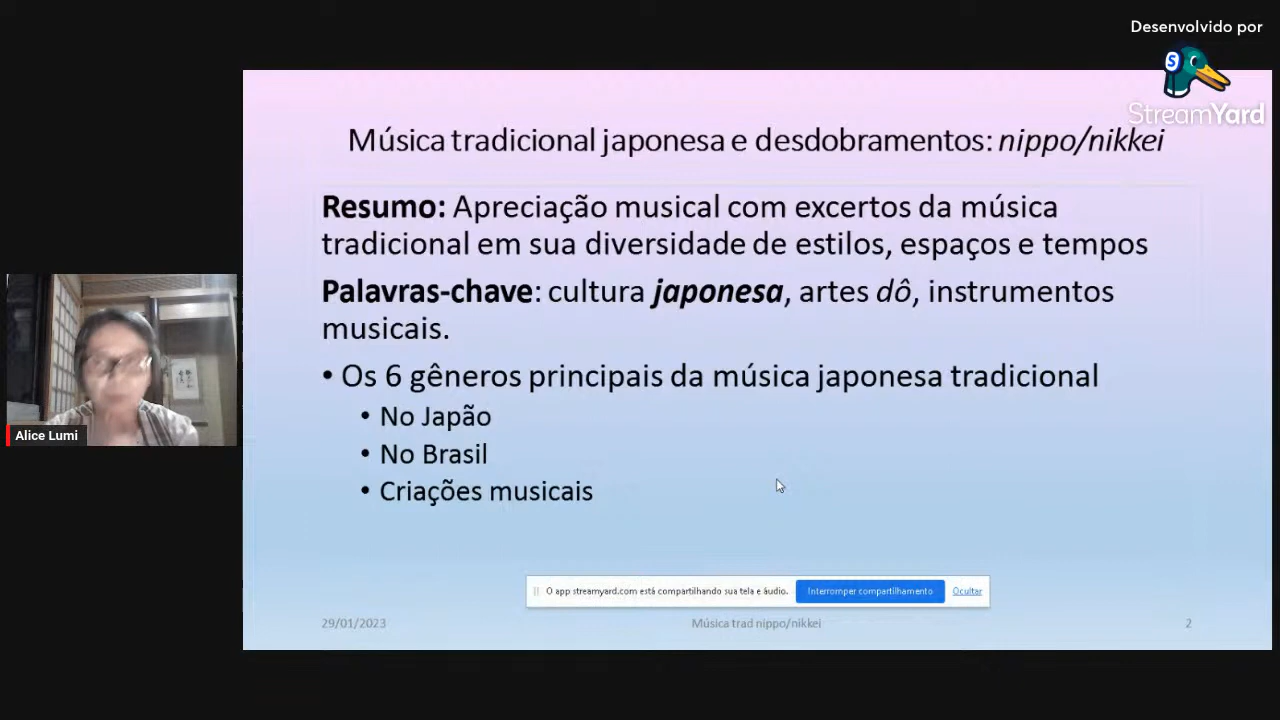 Desenvolvido por
StreamYard
Música tradicional japonesa e desdobramentos: nippo/nikkei
Resumo: Apreciação musical com excertos da música
tradicional em sua diversidade de estilos, espaços e tempos
Palavras-chave: cultura japonesa, artes dô, instrumentos
musicais.
• Os 6 gêneros principais da música japonesa tradicional
• No Japão
• No Brasil
• Criações musicais
Alice Lumi
O app streamyard.com está compartilhando sua tela e áudio. Interromper compartilhamento Ocultar
29/01/2023 Música trad nippo/nikkei 2